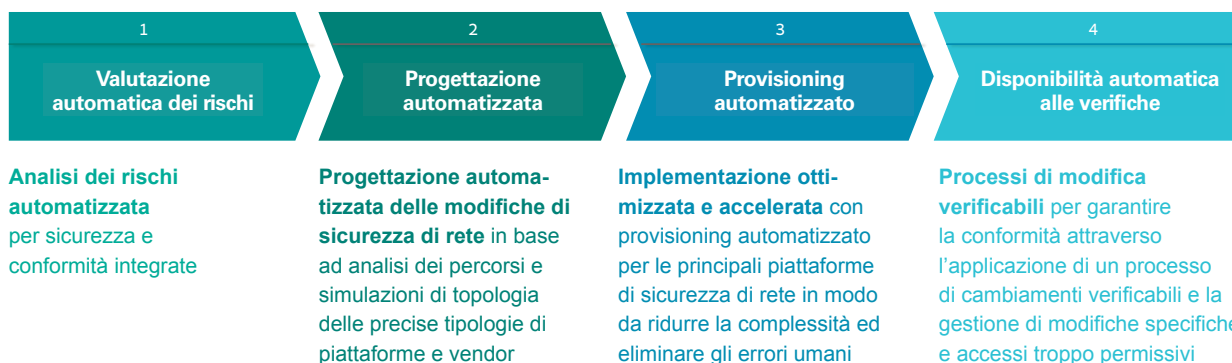 1
Valutazione
automatica dei rischi
Analisi dei rischi
automatizzata
per sicurezza e
conformità integrate
2
Progettazione
automatizzata
Progettazione automa-
tizzata delle modifiche di
sicurezza di rete in base
ad analisi dei percorsi e
simulazioni di topologia
delle precise tipologie di
piattaforme e vendor
3
Provisioning
automatizzato
Implementazione otti-
mizzata e accelerata con
provisioning automatizzato
per le principali piattaforme
di sicurezza di rete in modo
da ridurre la complessità ed
eliminare gli errori umani
4
Disponibilità automatica
alle verifiche
Processi di modifica
verificabili per garantire
la conformità attraverso
l’applicazione di un processo
di cambiamenti verificabili e la
gestione di modifiche specifiche
e accessi troppo permissivi